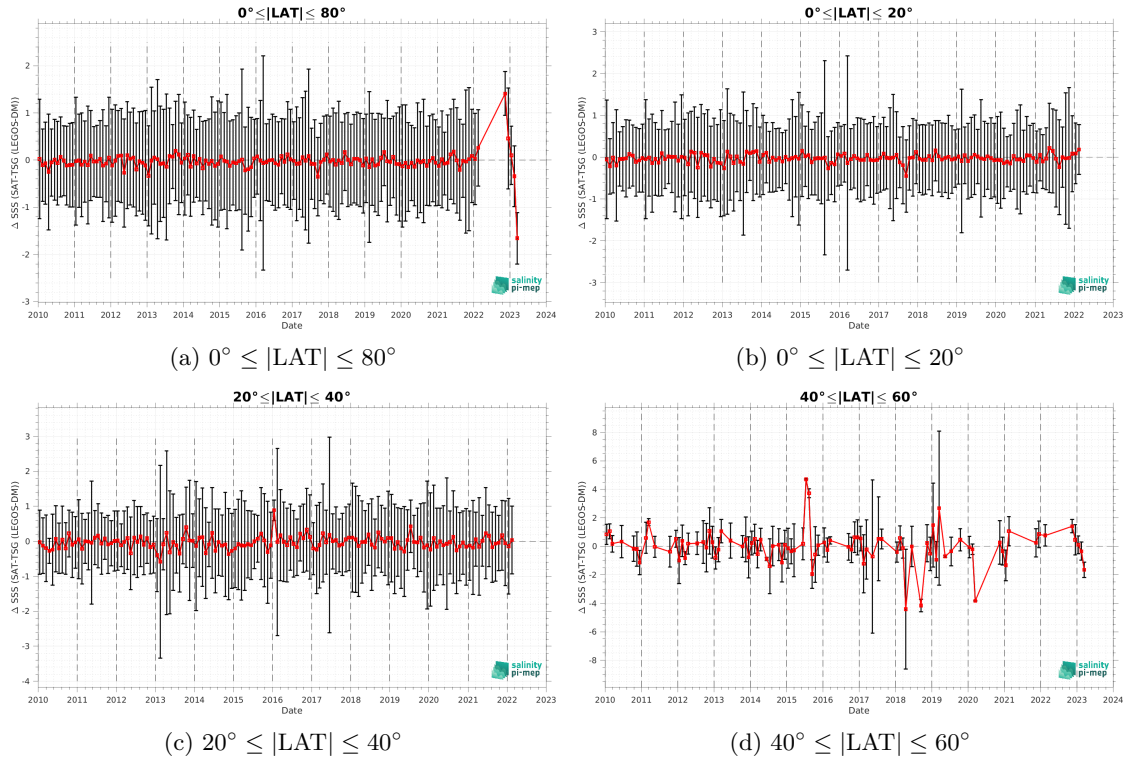 0°≤|LAT|≤ 80°
Δ SSS (SAT-TSG (LEGOS-DM))
2
1
0
-1
-2
-3
2010 2011 2012 2013 2014 2015 2016 2017 2018 2019 2020 2021 2022 2023 2024
Date
salinity
pi-mep
(a) 0° ≤ |LAT| ≤ 80°
0°≤|LAT|≤ 20°
Δ SSS (SAT-TSG (LEGOS-DM))
3
2
1
0
-1
-2
-3
2010 2011 2012 2013 2014 2015 2016 2017 2018 2019 2020 2021 2022 2023
Date
salinity
pi-mep
(b) 0° ≤ |LAT| ≤ 20°
20°≤|LAT|≤ 40°
Δ SSS (SAT-TSG (LEGOS-DM))
3
2
1
0
-1
-2
-3
-4
2010 2011 2012 2013 2014 2015 2016 2017 2018 2019 2020 2021 2022 2023
Date
salinity
pi-mep
(c) 20° ≤ |LAT| ≤ 40°
40°≤|LAT|≤ 60°
Δ SSS (SAT-TSG (LEGOS-DM))
8
6
4
2
0
-2
-4
-6
-8
2010 2011 2012 2013 2014 2015 2016 2017 2018 2019 2020 2021 2022 2023 2024
Date
salinity
pi-mep
(d) 40° ≤ |LAT| ≤ 60°